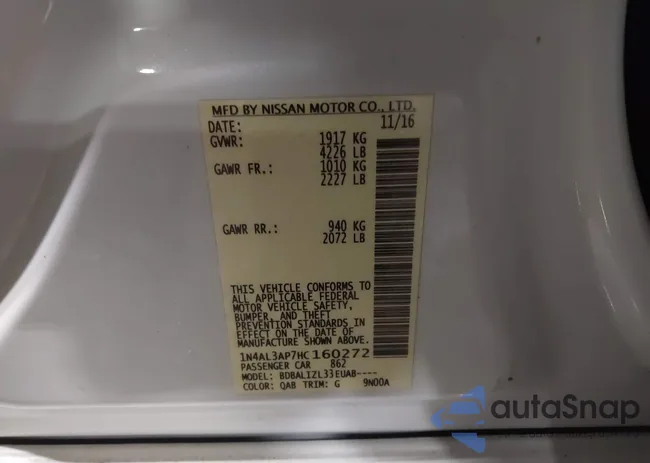 MFD BY NISSAN MOTOR CO., LTD.
DATE: 11/16
GVWR: 1917 KG
4226 LB
GAWR FR.: 1010 KG
2227 LB
GAWR RR.: 940 KG
2072 LB
THIS VEHICLE CONFORMS TO
ALL APPLICABLE FEDERAL
MOTOR VEHICLE SAFETY,
BUMPER, AND THEFT
PREVENTION STANDARDS IN
EFFECT ON THE DATE OF
MANUFACTURE SHOWN ABOVE.
1N4AL3AP7HC160272
PASSENGER CAR 862
MODEL: BDBALIZL33EUAB----
COLOR: QAB TRIM: G 9N00A
autaSnap